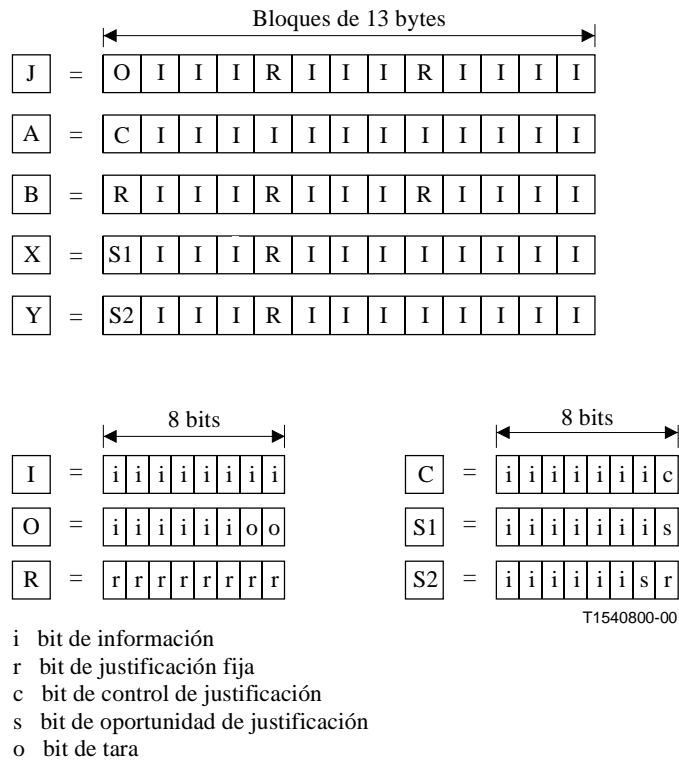 Bloques de 13 bytes
J = O I I I R I I I R I I I I
A = C I I I I I I I I I I I I
B = R I I I R I I I R I I I I
X = S1 I I I R I I I I I I I I
Y = S2 I I I R I I I I I I I I
8 bits 8 bits
I = i i i i i i i i C = i i i i i i i c
O = i i i i i i o o S1 = i i i i i i i s
R = r r r r r r r r S2 = i i i i i i s r
T1540800-00
i bit de información
r bit de justificación fija
c bit de control de justificación
s bit de oportunidad de justificación
o bit de tara